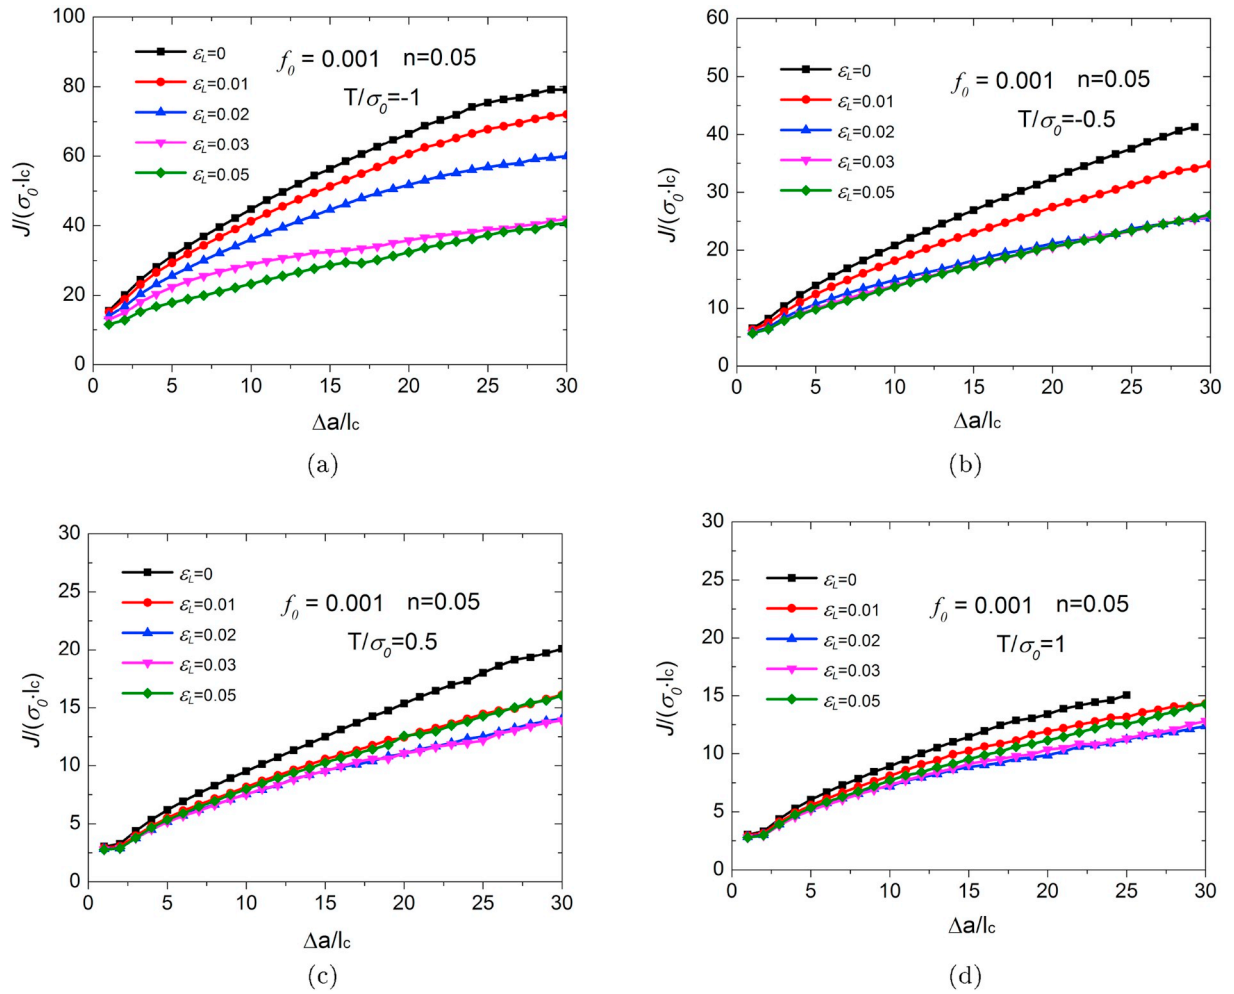 100
80
60
40
20
0
0 5 10 15 20 25 30
J/(σ₀·lc)
εL=0
εL=0.01
εL=0.02
εL=0.03
εL=0.05
f₀ = 0.001 n=0.05
T/σ₀=-1
Δa/lc
(a)
60
50
40
30
20
10
0
0 5 10 15 20 25 30
J/(σ₀·lc)
εL=0
εL=0.01
εL=0.02
εL=0.03
εL=0.05
f₀ = 0.001 n=0.05
T/σ₀=-0.5
Δa/lc
(b)
30
25
20
15
10
5
0
0 5 10 15 20 25 30
J/(σ₀·lc)
εL=0
εL=0.01
εL=0.02
εL=0.03
εL=0.05
f₀ = 0.001 n=0.05
T/σ₀=0.5
Δa/lc
(c)
30
25
20
15
10
5
0
0 5 10 15 20 25 30
J/(σ₀·lc)
εL=0
εL=0.01
εL=0.02
εL=0.03
εL=0.05
f₀ = 0.001 n=0.05
T/σ₀=1
Δa/lc
(d)